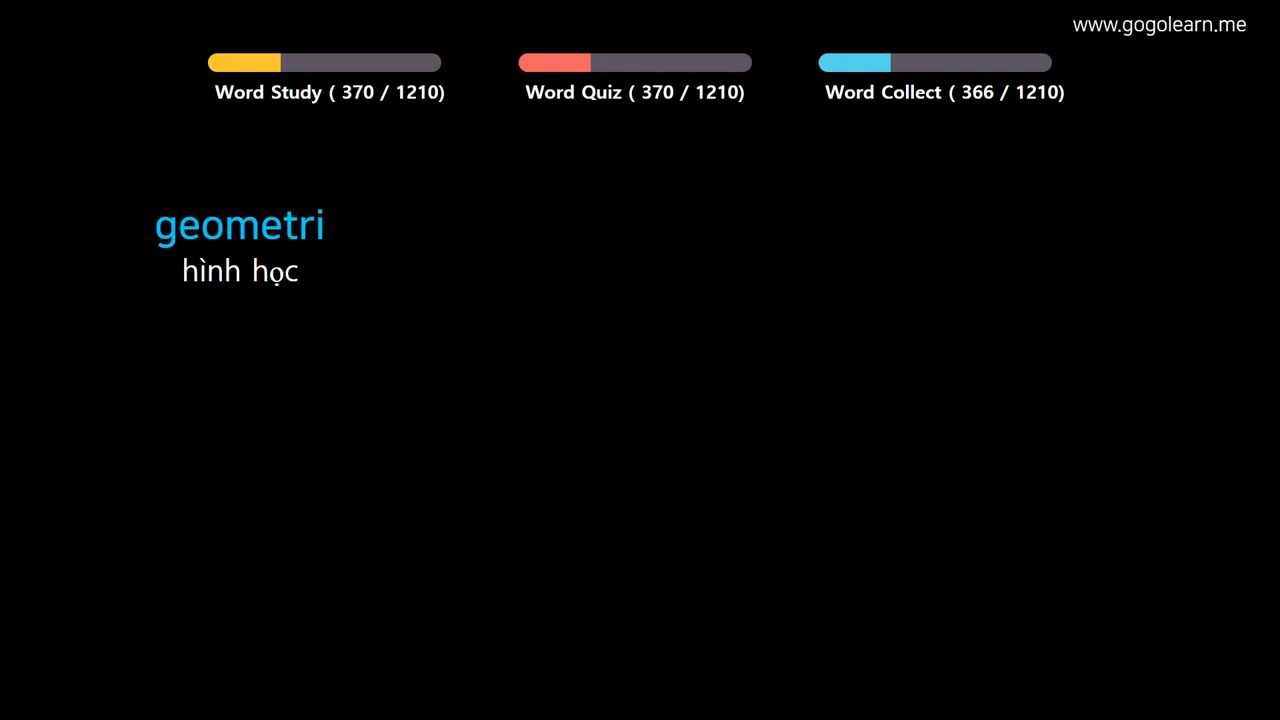 www.gogolearn.me
Word Study ( 370 / 1210)
Word Quiz ( 370 / 1210)
Word Collect ( 366 / 1210)
geometri
hình học